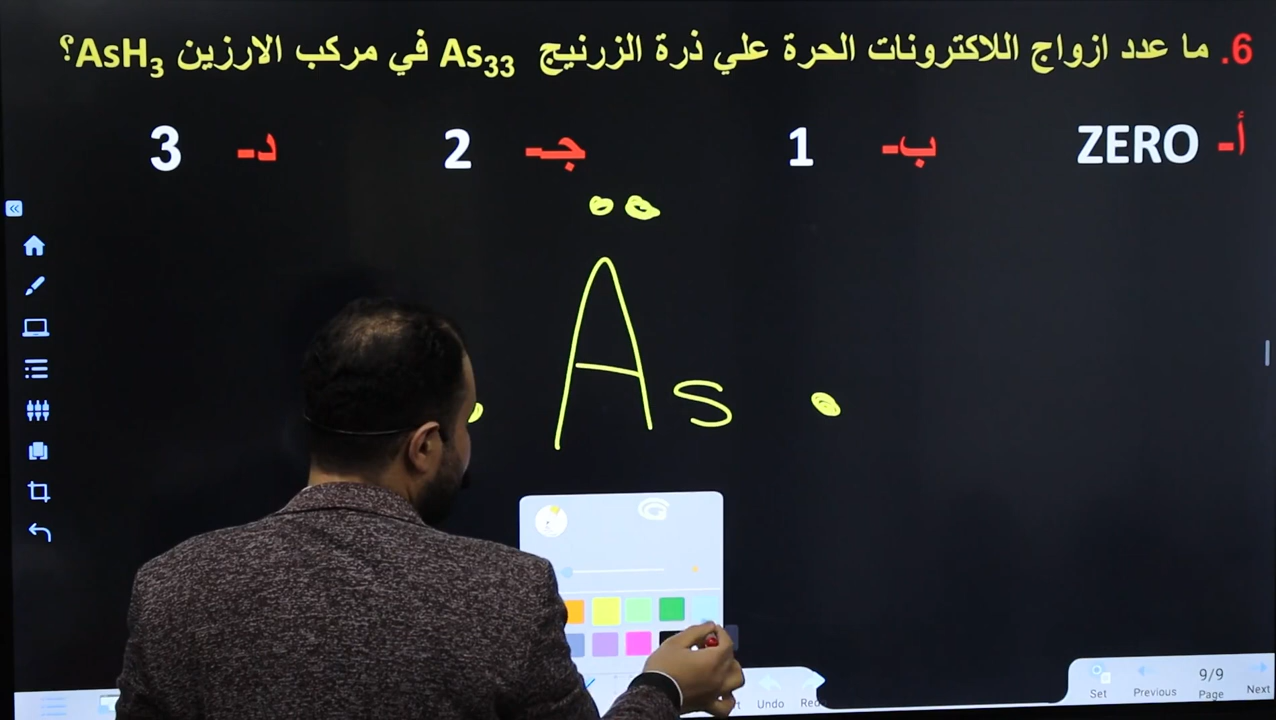 6. ما عدد ازواج اللاكترونات الحرة علي ذرة الزرنيج As33 في مركب الارزين AsH3؟
أ- ZERO ب- 1 جـ- 2 د- 3
As
Undo
Set Previous 9/9 Page Next